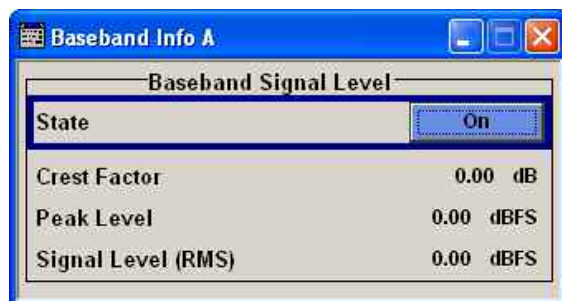 Baseband Info A
Baseband Signal Level
State On
Crest Factor 0.00 dB
Peak Level 0.00 dBFS
Signal Level (RMS) 0.00 dBFS